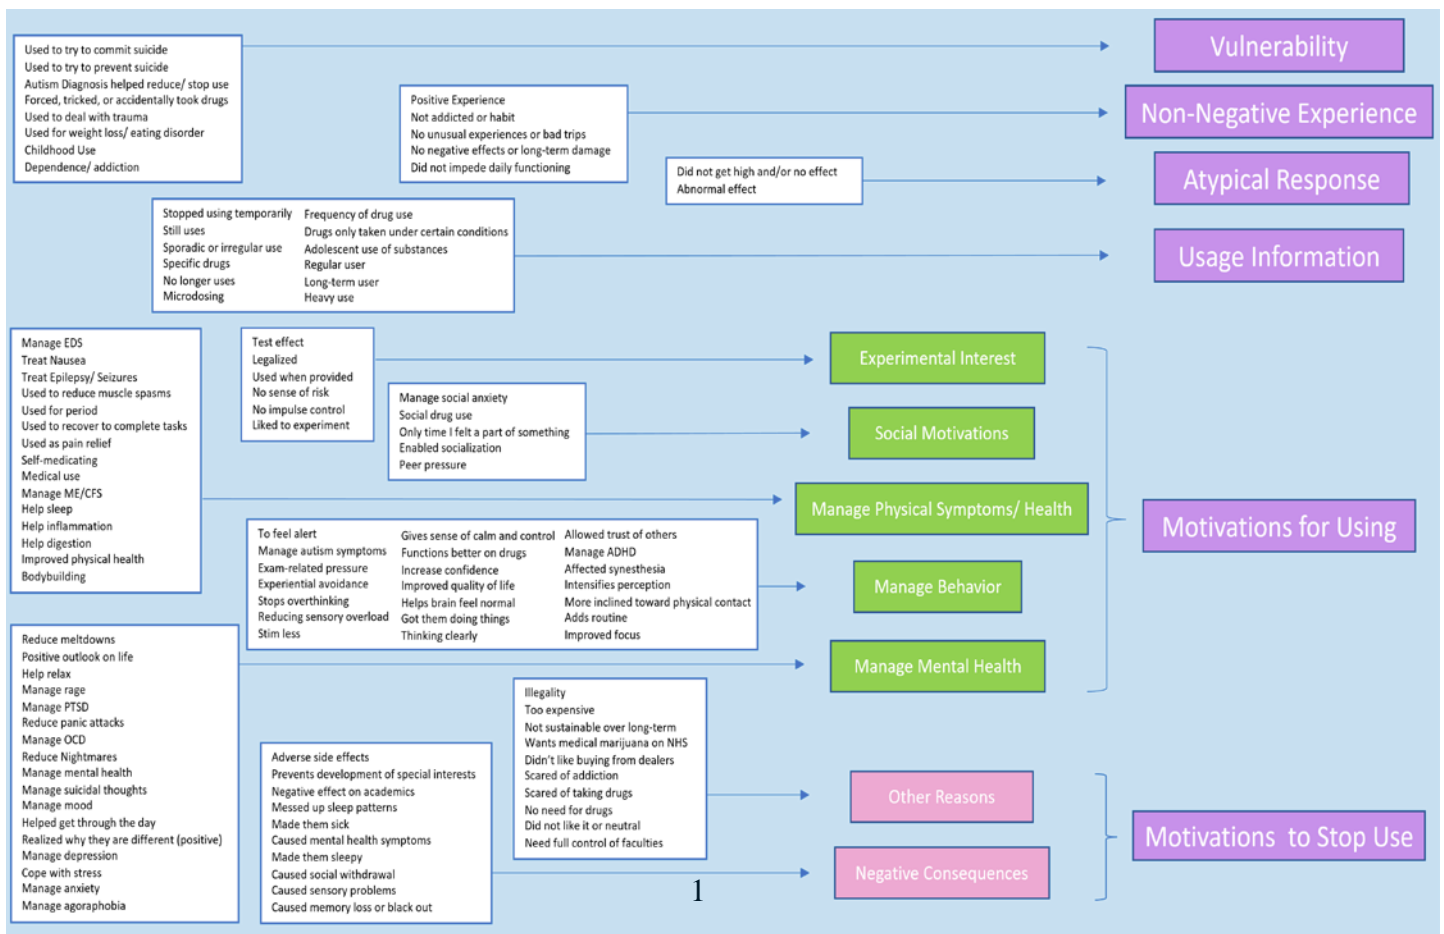 Used to try to commit suicide
Used to try to prevent suicide
Autism Diagnosis helped reduce/ stop use
Forced, tricked, or accidentally took drugs
Used to deal with trauma
Used for weight loss/ eating disorder
Childhood Use
Dependence/ addiction
Vulnerability
Positive Experience
Not addicted or habit
No unusual experiences or bad trips
No negative effects or long-term damage
Did not impede daily functioning
Non-Negative Experience
Did not get high and/or no effect
Abnormal effect
Atypical Response
Stopped using temporarily
Still uses
Sporadic or irregular use
Specific drugs
No longer uses
Microdosing
Frequency of drug use
Drugs only taken under certain conditions
Adolescent use of substances
Regular user
Long-term user
Heavy use
Usage Information
Manage EDS
Treat Nausea
Treat Epilepsy/ Seizures
Used to reduce muscle spasms
Used for period
Used to recover to complete tasks
Used as pain relief
Self-medicating
Medical use
Manage ME/CFS
Help sleep
Help inflammation
Help digestion
Improved physical health
Bodybuilding
Test effect
Legalized
Used when provided
No sense of risk
No impulse control
Liked to experiment
Experimental Interest
Manage social anxiety
Social drug use
Only time I felt a part of something
Enabled socialization
Peer pressure
Social Motivations
Manage Physical Symptoms/ Health
Motivations for Using
To feel alert
Manage autism symptoms
Exam-related pressure
Experiential avoidance
Stops overthinking
Reducing sensory overload
Stim less
Gives sense of calm and control
Functions better on drugs
Increase confidence
Improved quality of life
Helps brain feel normal
Got them doing things
Thinking clearly
Allowed trust of others
Manage ADHD
Affected synesthesia
Intensifies perception
More inclined toward physical contact
Adds routine
Improved focus
Manage Behavior
Reduce meltdowns
Positive outlook on life
Help relax
Manage rage
Manage PTSD
Reduce panic attacks
Manage OCD
Reduce Nightmares
Manage mental health
Manage suicidal thoughts
Manage mood
Helped get through the day
Realized why they are different (positive)
Manage depression
Cope with stress
Manage anxiety
Manage agoraphobia
Manage Mental Health
Illegality
Too expensive
Not sustainable over long-term
Wants medical marijuana on NHS
Didn't like buying from dealers
Scared of addiction
Scared of taking drugs
No need for drugs
Did not like it or neutral
Need full control of faculties
Other Reasons
Adverse side effects
Prevents development of special interests
Negative effect on academics
Messed up sleep patterns
Made them sick
Caused mental health symptoms
Made them sleepy
Caused social withdrawal
Caused sensory problems
Caused memory loss or black out
Negative Consequences
Motivations to Stop Use
1